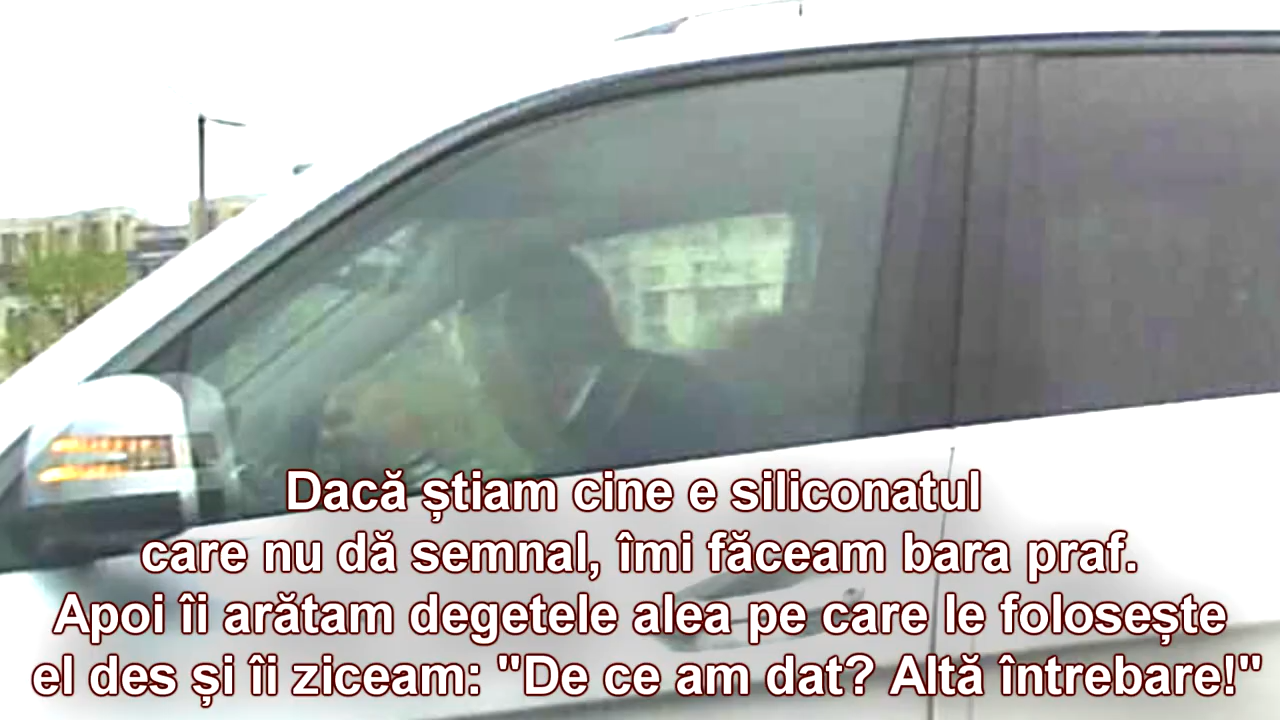 Dacă știam cine e siliconatul
care nu dă semnal, îmi făceam bara praf.
Apoi îi arătam degetele alea pe care le folosește
el des și îi ziceam: "De ce am dat? Altă întrebare!"